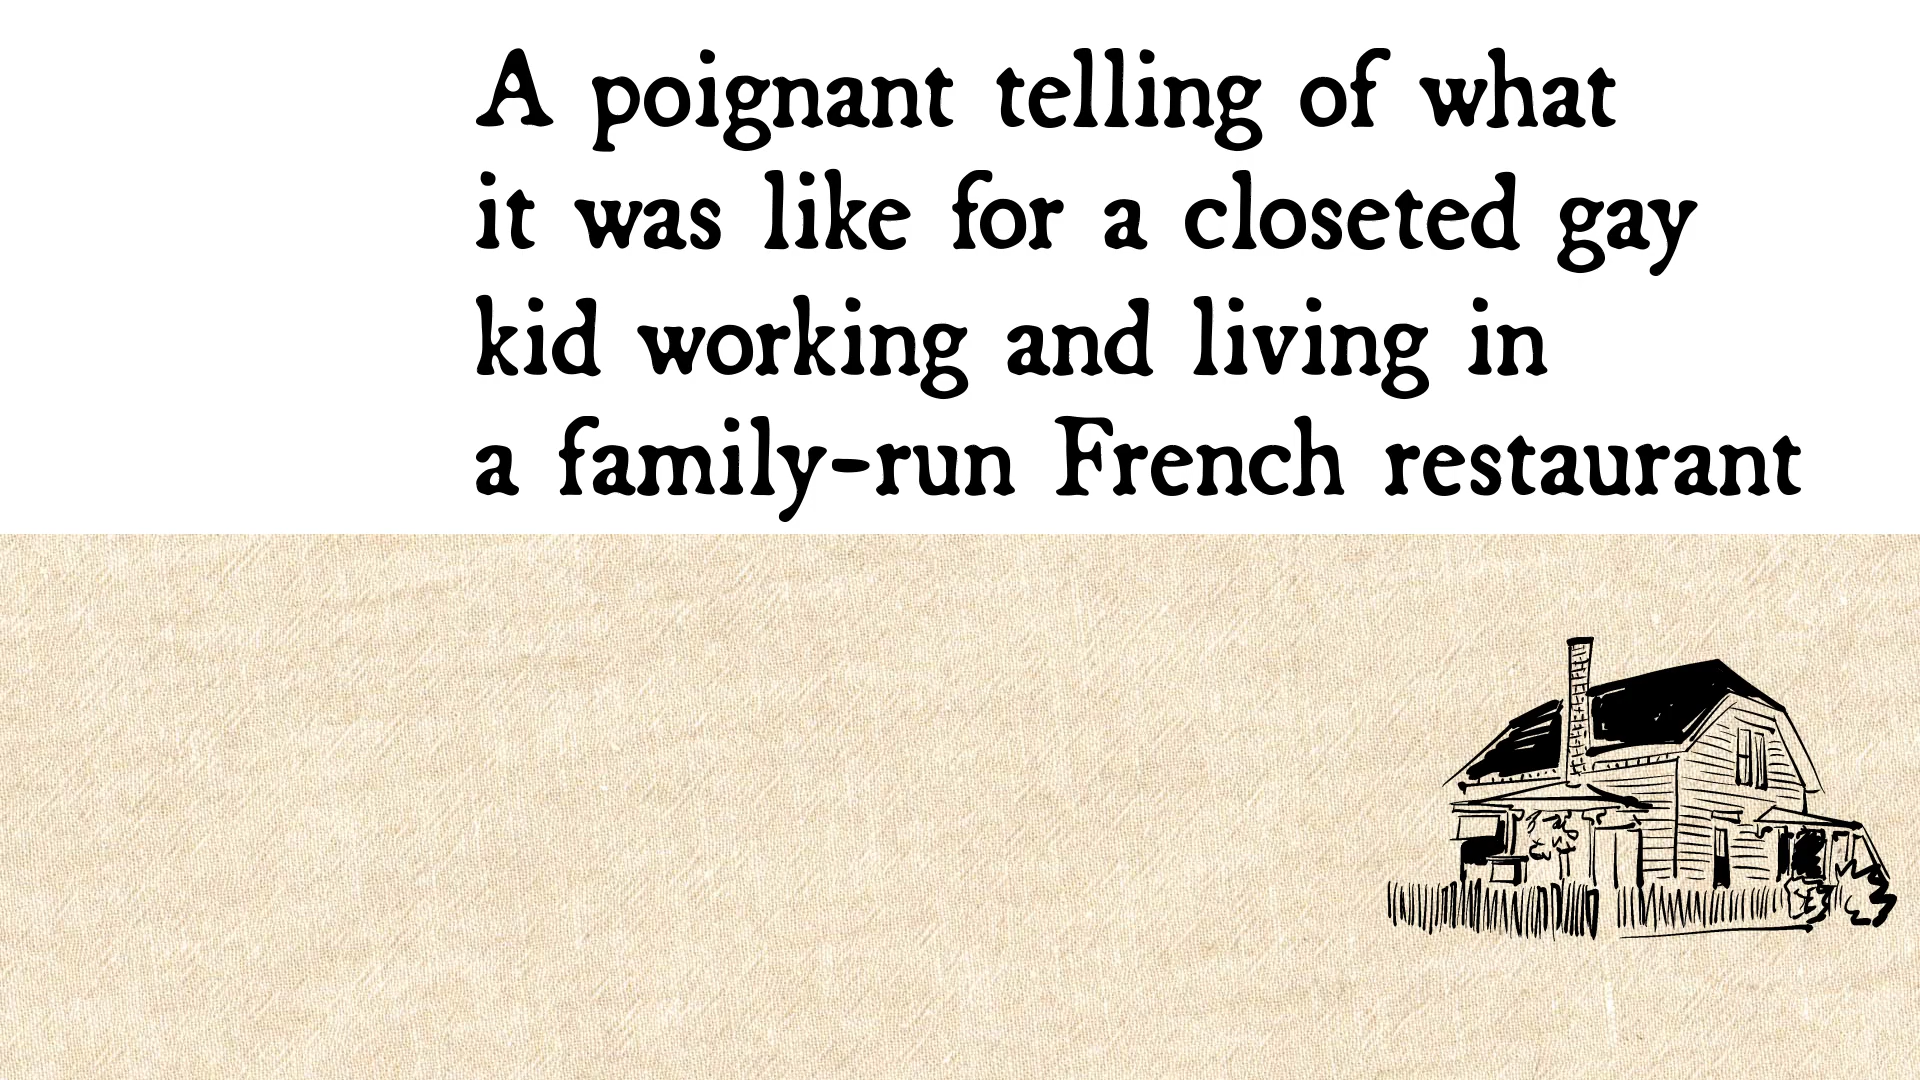 A poignant telling of what
it was like for a closeted gay
kid working and living in
a family-run French restaurant